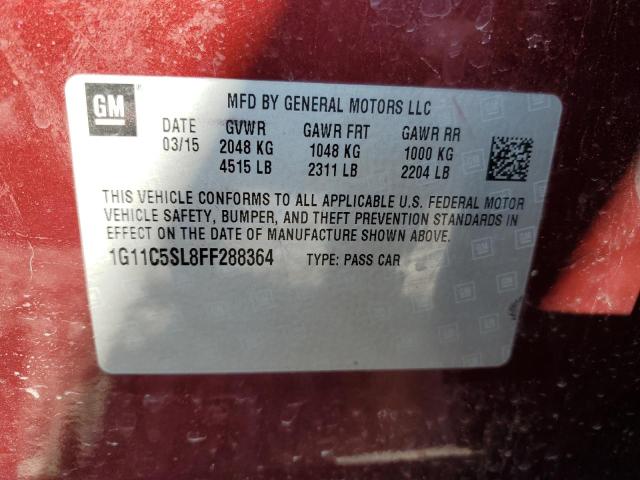 GM
MFD BY GENERAL MOTORS LLC
DATE GVWR GAWR FRT GAWR RR
03/15 2048 KG 1048 KG 1000 KG
4515 LB 2311 LB 2204 LB
THIS VEHICLE CONFORMS TO ALL APPLICABLE U.S. FEDERAL MOTOR
VEHICLE SAFETY, BUMPER, AND THEFT PREVENTION STANDARDS IN
EFFECT ON THE DATE OF MANUFACTURE SHOWN ABOVE.
1G11C5SL8FF288364 TYPE: PASS CAR